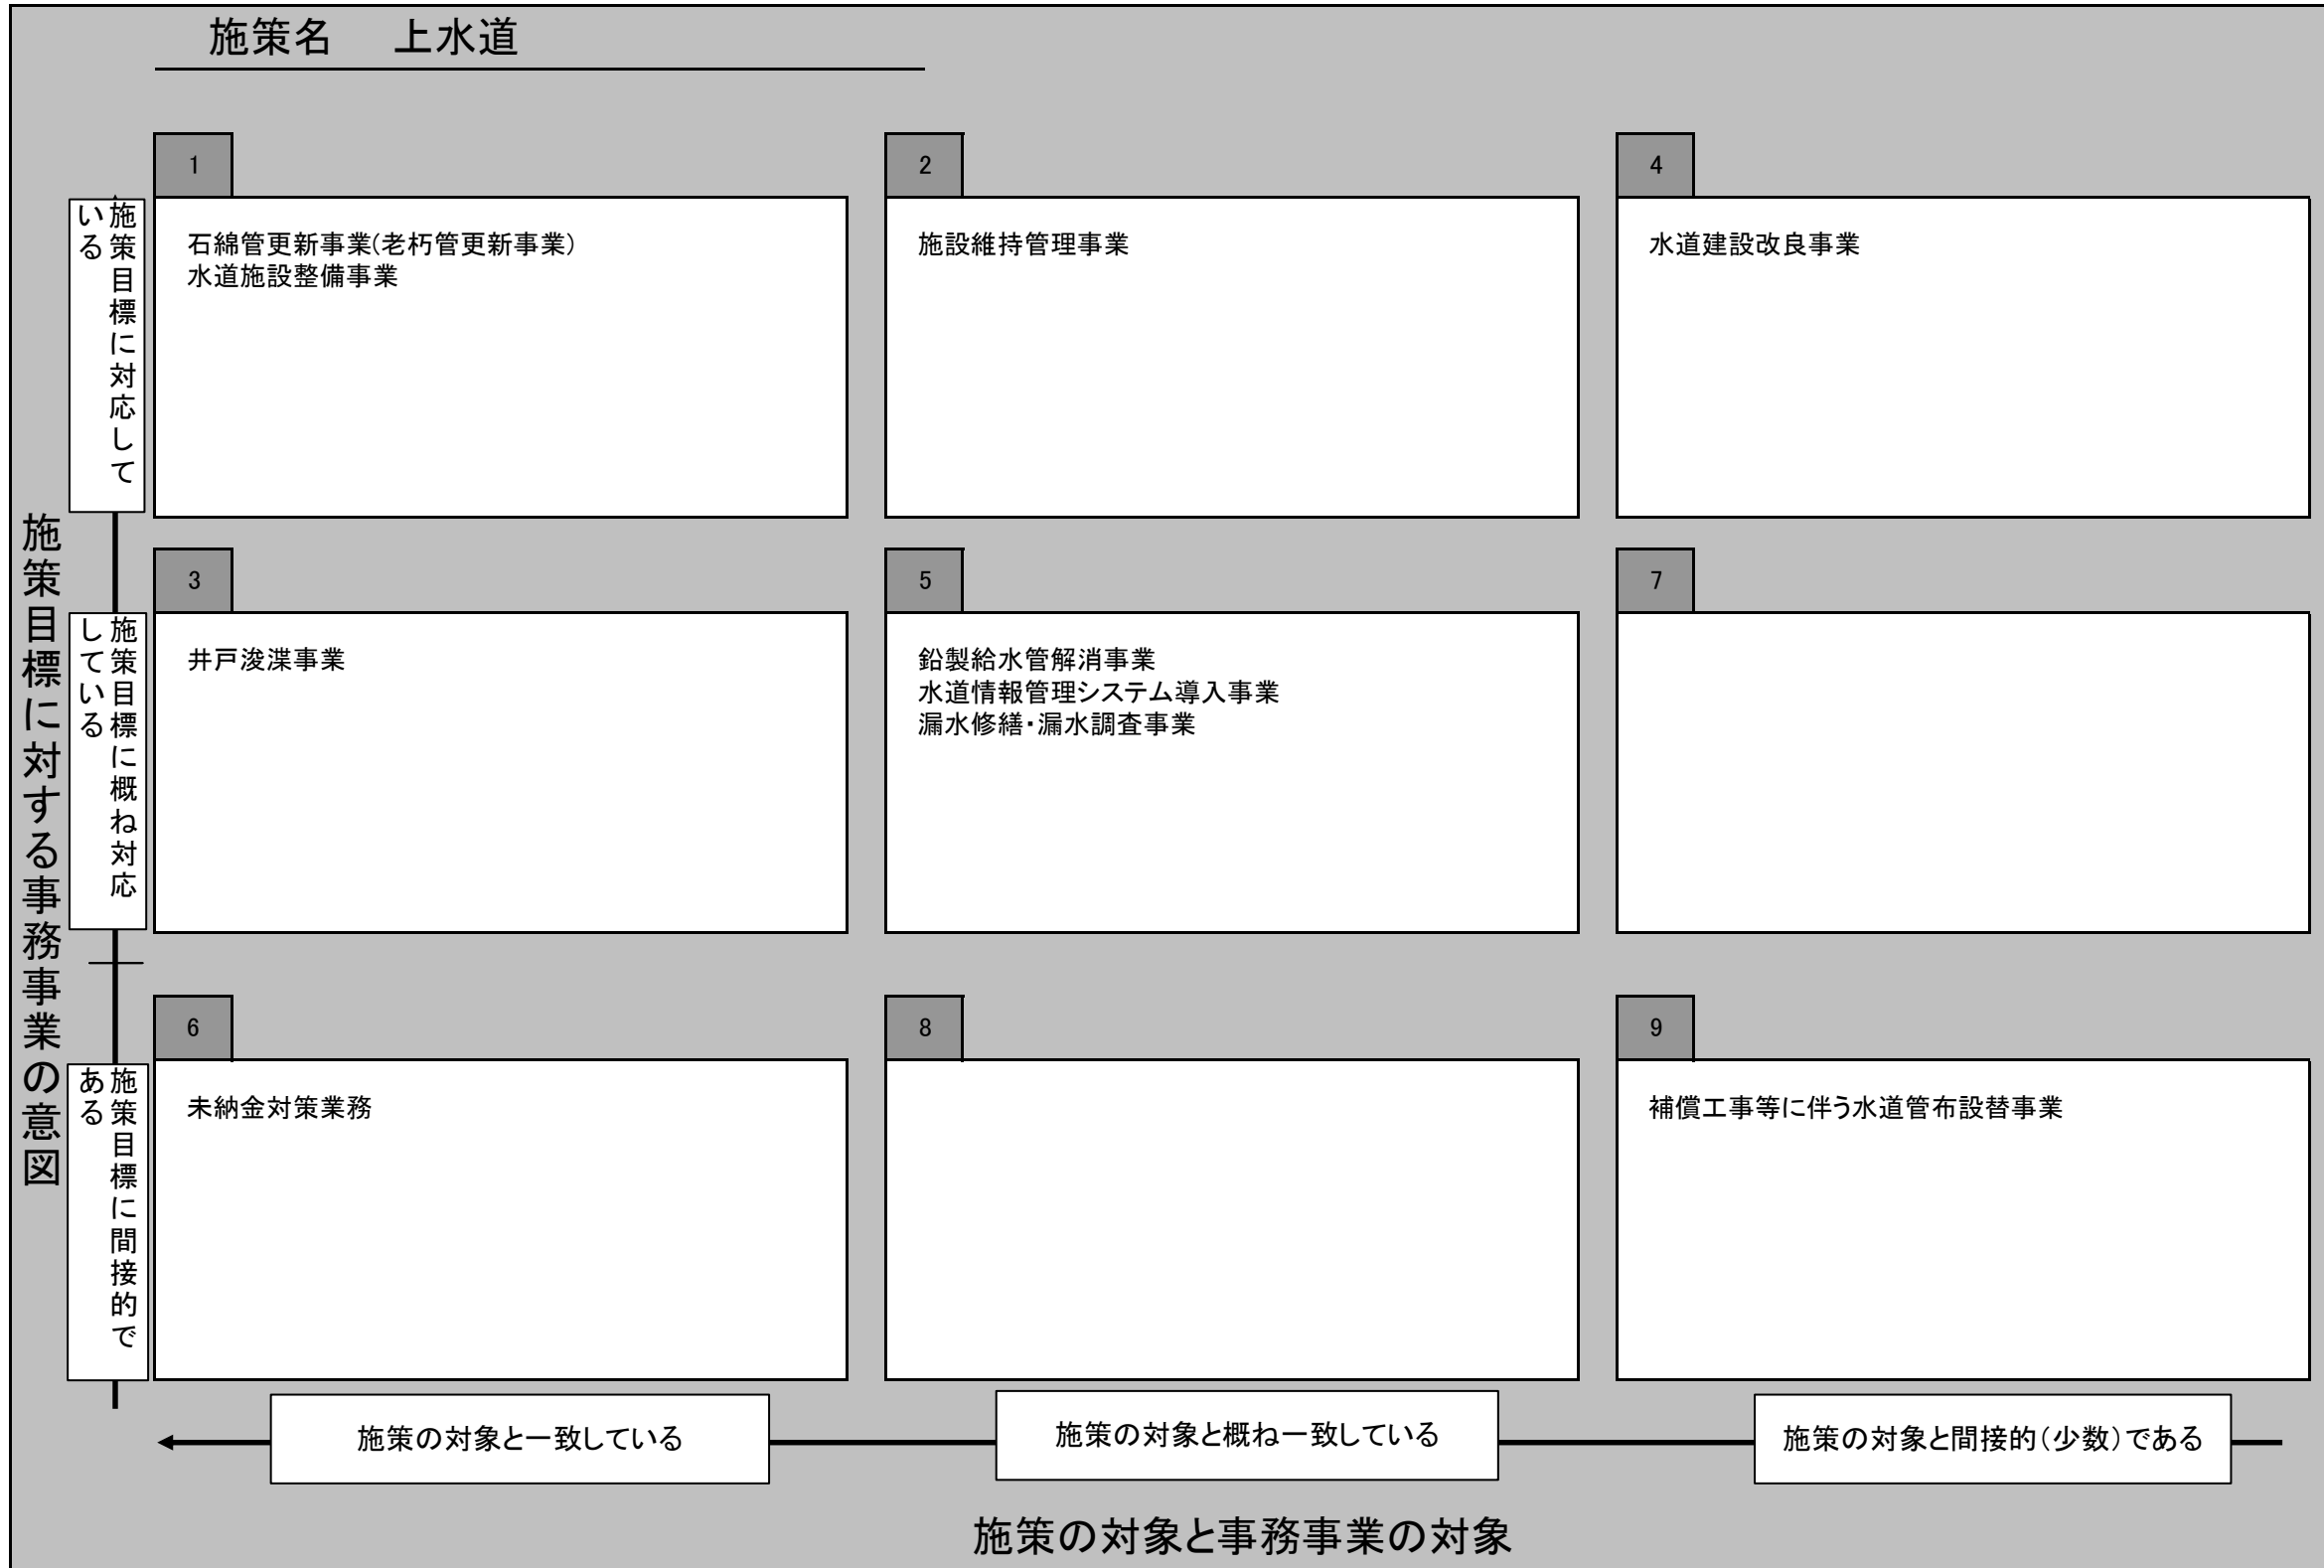 施策名　上水道
1
2
4
施策目標に対応して
いる
石綿管更新事業(老朽管更新事業)
水道施設整備事業
施設維持管理事業
水道建設改良事業
施策目標に対する事務事業の意図
3
5
7
施策目標に概ね対応
している
井戸浚渫事業
鉛製給水管解消事業
水道情報管理システム導入事業
漏水修繕・漏水調査事業
6
8
9
施策目標に間接的で
ある
未納金対策業務
補償工事等に伴う水道管布設替事業
施策の対象と一致している
施策の対象と概ね一致している
施策の対象と間接的(少数)である
施策の対象と事務事業の対象